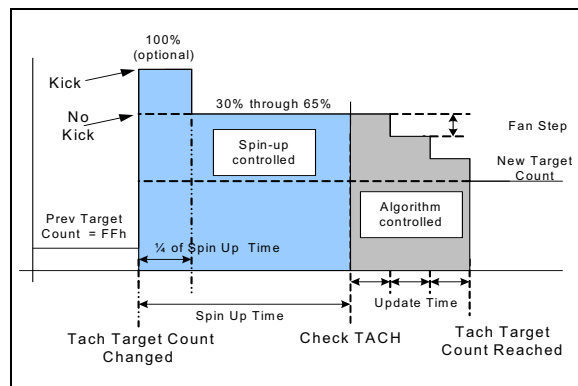 100%
(optional)
Kick
No
Kick
30% through 65%
Fan Step
Spin-up
controlled
New Target
Count
Algorithm
controlled
Prev Target
Count = FFh
¼ of Spin Up Time
Update Time
Spin Up Time
Tach Target Count
Changed
Check TACH
Tach Target
Count Reached